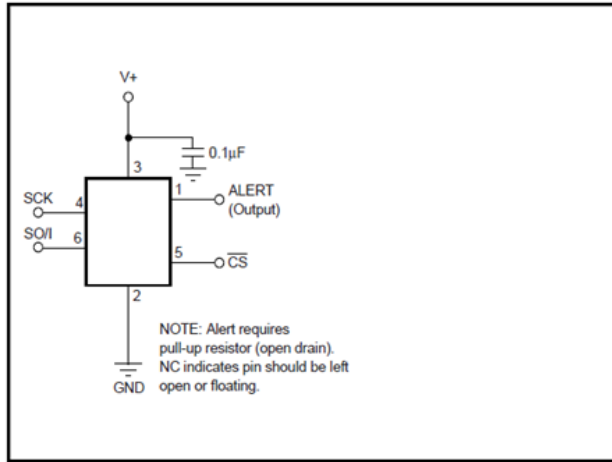 V+
0.1μF
3
SCK
4
1
ALERT
(Output)
SO/I
6
5
CS
2
NOTE: Alert requires
pull-up resistor (open drain).
NC indicates pin should be left
open or floating.
GND